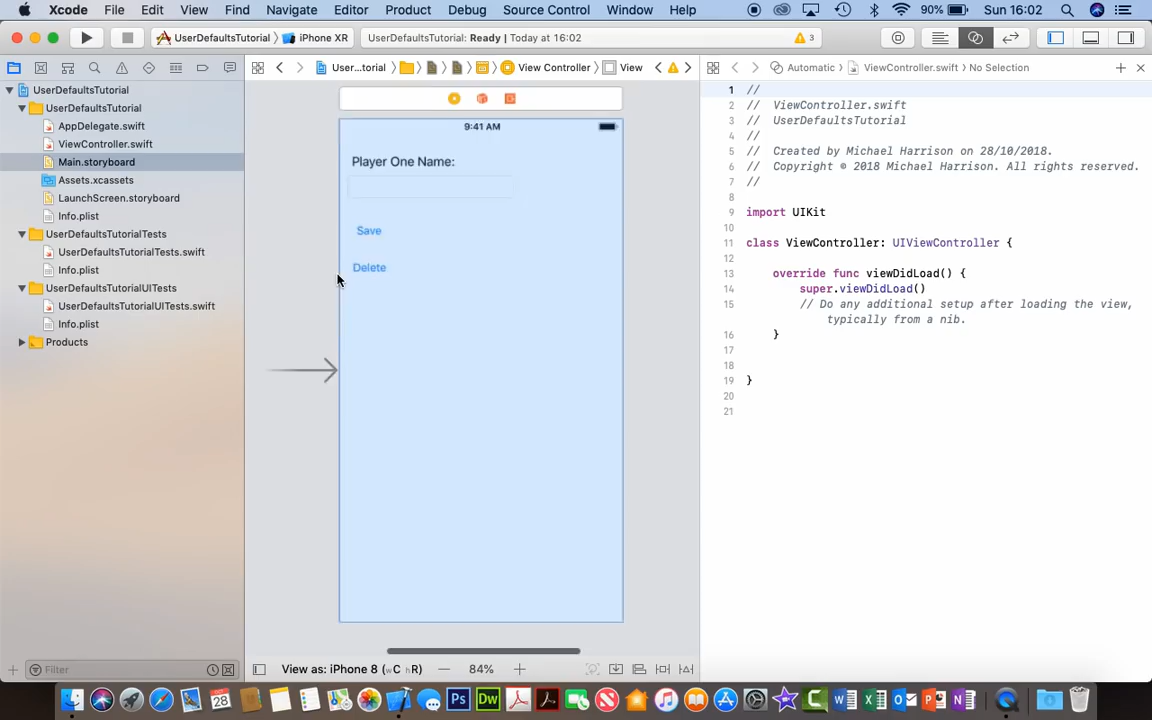 Xcode File Edit View Find Navigate Editor Product Debug Source Control Window Help 90% Sun 16:02
UserDefaultsTutorial iPhone XR UserDefaultsTutorial: Ready | Today at 16:02 3
User...torial View Controller View Automatic ViewController.swift No Selection
UserDefaultsTutorial
UserDefaultsTutorial
AppDelegate.swift
ViewController.swift
Main.storyboard
Assets.xcassets
LaunchScreen.storyboard
Info.plist
UserDefaultsTutorialTests
UserDefaultsTutorialTests.swift
Info.plist
UserDefaultsTutorialUITests
UserDefaultsTutorialUITests.swift
Info.plist
Products
Filter
9:41 AM
Player One Name:
Save
Delete
View as: iPhone 8 (wC hR) 84%
1 //
2 // ViewController.swift
3 // UserDefaultsTutorial
4 //
5 // Created by Michael Harrison on 28/10/2018.
6 // Copyright © 2018 Michael Harrison. All rights reserved.
7 //
8
9 import UIKit
10
11 class ViewController: UIViewController {
12
13 override func viewDidLoad() {
14 super.viewDidLoad()
15 // Do any additional setup after loading the view,
typically from a nib.
16 }
17
18
19 }
20
21
28 Ps Dw